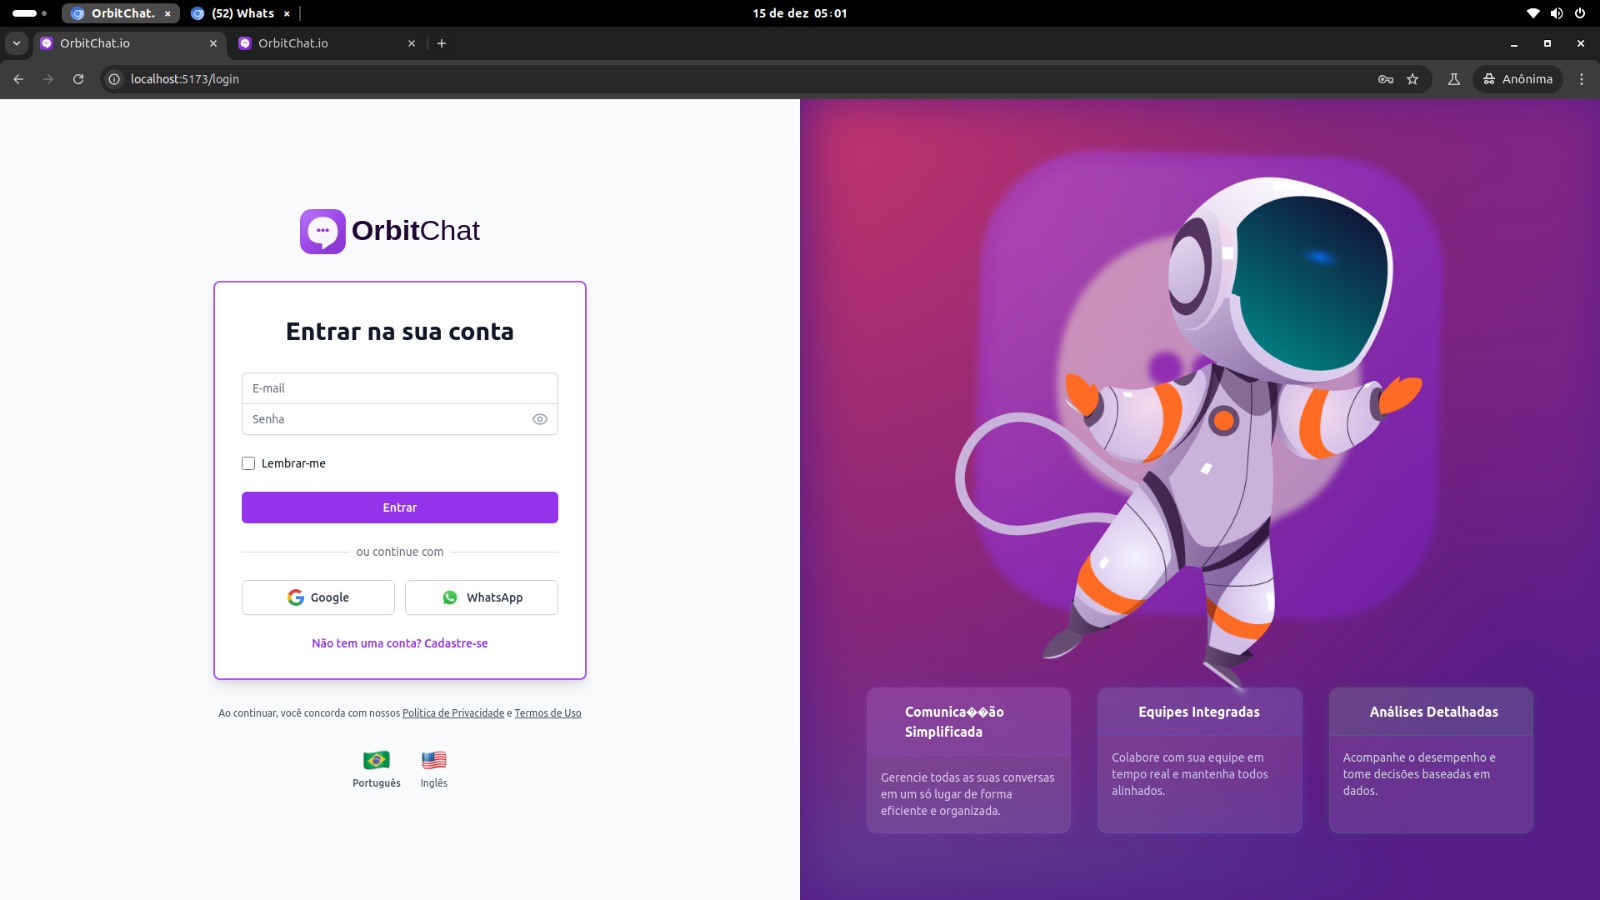 OrbitChat.
(52) Whats
15 de dez 05:01
OrbitChat.io
OrbitChat.io
localhost:5173/login
Anônima
OrbitChat
Entrar na sua conta
E-mail
Senha
Lembrar-me
Entrar
ou continue com
Google
WhatsApp
Não tem uma conta? Cadastre-se
Ao continuar, você concorda com nossos Política de Privacidade e Termos de Uso
Português
Inglês
Comunica��ão
Simplificada
Gerencie todas as suas conversas
em um só lugar de forma
eficiente e organizada.
Equipes Integradas
Colabore com sua equipe em
tempo real e mantenha todos
alinhados.
Análises Detalhadas
Acompanhe o desempenho e
tome decisões baseadas em
dados.